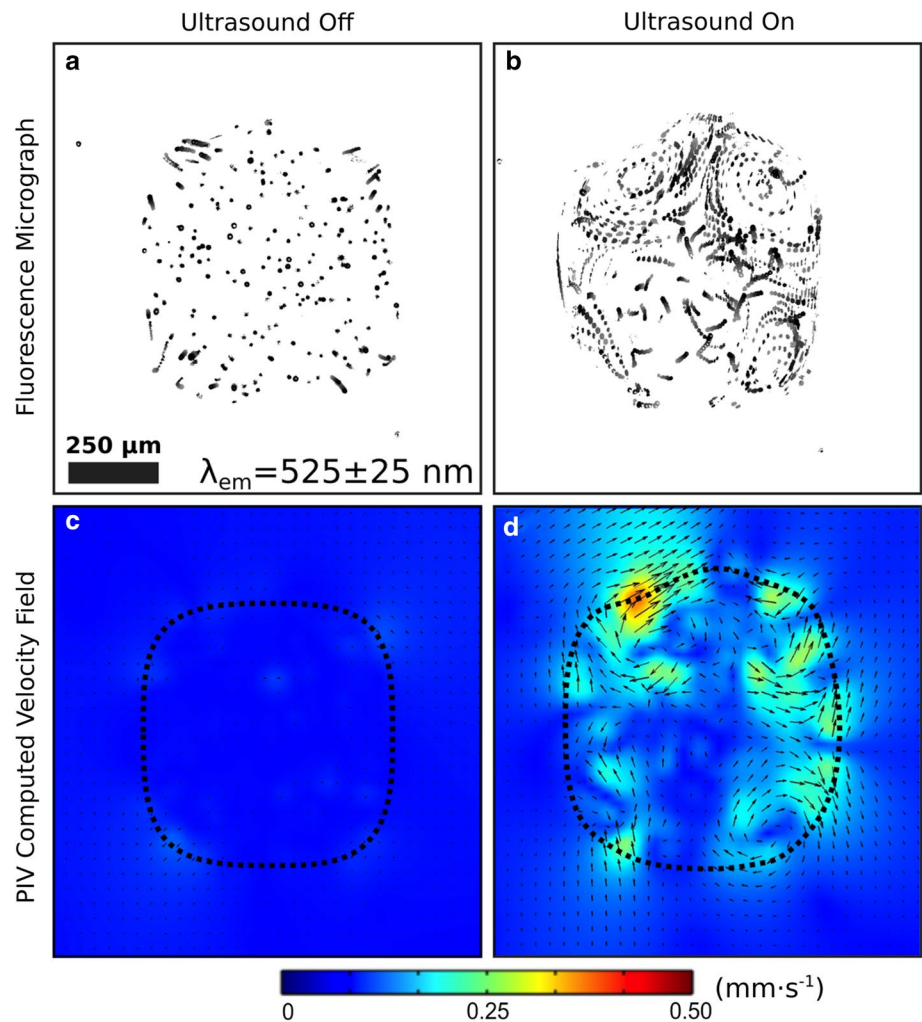 Ultrasound Off
Ultrasound On
Fluorescence Micrograph
a
b
250 µm
λem=525±25 nm
PIV Computed Velocity Field
c
d
0
0.25
0.50
(mm·s-1)